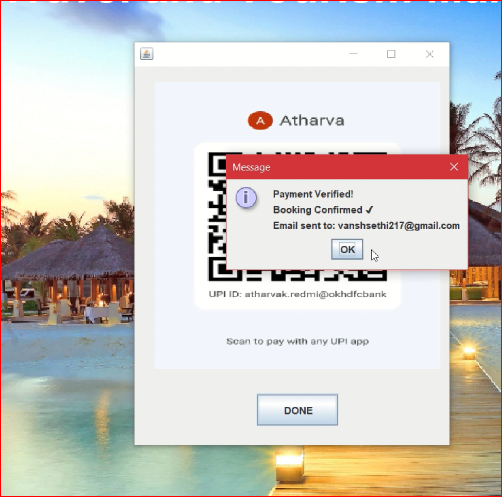 A Atharva
Message
Payment Verified!
Booking Confirmed ✓
Email sent to: vanshsethi217@gmail.com
OK
UPI ID: atharvak.redmi@okhdfcbank
Scan to pay with any UPI app
DONE